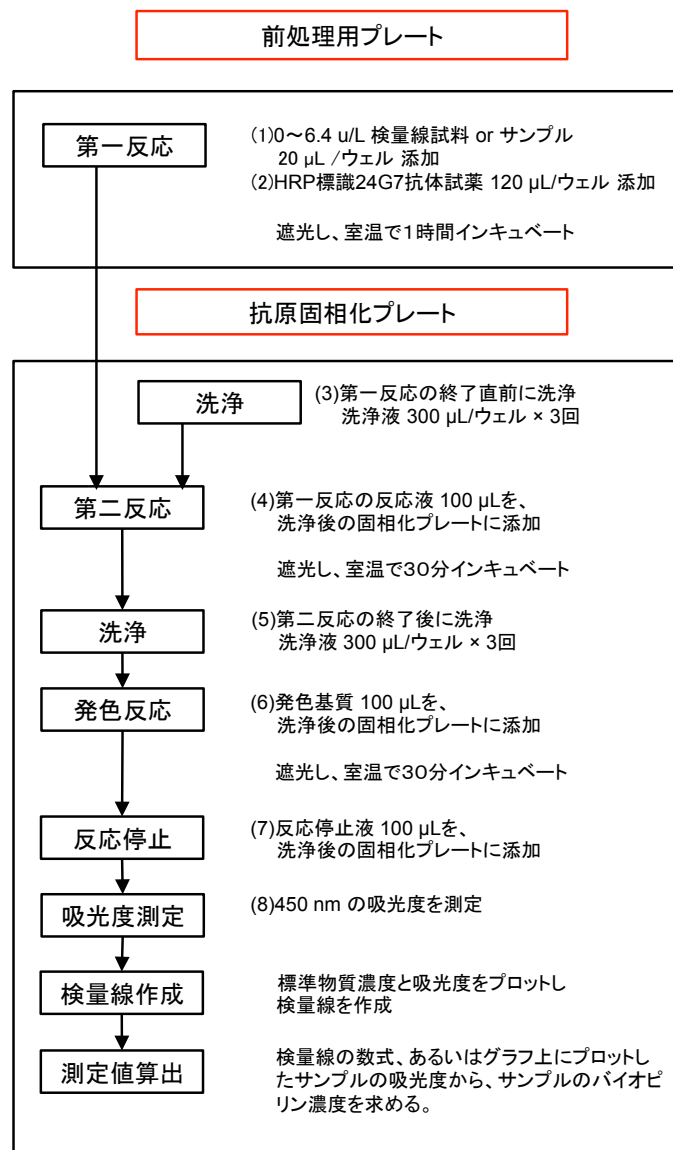 前処理用プレート
第一反応
(1)0～6.4 u/L 検量線試料 or サンプル
20 μL /ウェル 添加
(2)HRP標識24G7抗体試薬 120 μL/ウェル 添加
遮光し、室温で1時間インキュベート
抗原固相化プレート
洗浄
(3)第一反応の終了直前に洗浄
洗浄液 300 μL/ウェル × 3回
第二反応
(4)第一反応の反応液 100 μLを、
洗浄後の固相化プレートに添加
遮光し、室温で30分インキュベート
洗浄
(5)第二反応の終了後に洗浄
洗浄液 300 μL/ウェル × 3回
発色反応
(6)発色基質 100 μLを、
洗浄後の固相化プレートに添加
遮光し、室温で30分インキュベート
反応停止
(7)反応停止液 100 μLを、
洗浄後の固相化プレートに添加
吸光度測定
(8)450 nm の吸光度を測定
検量線作成
標準物質濃度と吸光度をプロットし
検量線を作成
測定値算出
検量線の数式、あるいはグラフ上にプロットし
たサンプルの吸光度から、サンプルのバイオピ
リン濃度を求める。